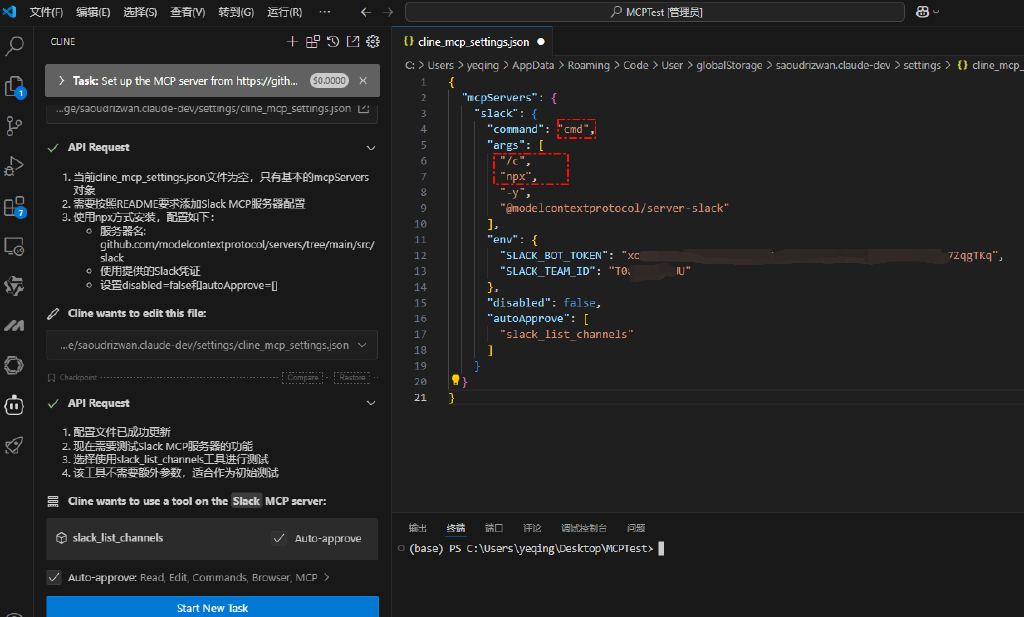 文件(F) 编辑(E) 选择(S) 查看(V) 转到(G) 运行(R) ··· ← → MCPTest [管理员]
CLINE
Task: Set up the MCP server from https://gith... $0.0000
...ge/saoudrizwan.claude-dev/settings/cline_mcp_settings.json
API Request
1. 当前cline_mcp_settings.json文件为空，只有基本的mcpServers
对象
2. 需要按照README要求添加Slack MCP服务器配置
3. 使用npx方式安装，配置如下：
服务器名:
github.com/modelcontextprotocol/servers/tree/main/src/
slack
使用提供的Slack凭证
设置disabled=false和autoApprove=[]
Cline wants to edit this file:
...e/saoudrizwan.claude-dev/settings/cline_mcp_settings.json
Checkpoint Compare Restore
API Request
1. 配置文件已成功更新
2. 现在需要测试Slack MCP服务器的功能
3. 选择使用slack_list_channels工具进行测试
4. 该工具不需要额外参数，适合作为初始测试
Cline wants to use a tool on the Slack MCP server:
slack_list_channels Auto-approve
Auto-approve: Read, Edit, Commands, Browser, MCP >
Start New Task
1
7
{} cline_mcp_settings.json ●
C: > Users > yeqing > AppData > Roaming > Code > User > globalStorage > saoudrizwan.claude-dev > settings > {} cline_mcp_
1 {
2 "mcpServers": {
3 "slack": {
4 "command": "cmd",
5 "args": [
6 "/c",
7 "npx",
8 "-y",
9 "@modelcontextprotocol/server-slack"
10 ],
11 "env": {
12 "SLACK_BOT_TOKEN": "xo 7ZqgTKq",
13 "SLACK_TEAM_ID": "T0 U"
14 },
15 "disabled": false,
16 "autoApprove": [
17 "slack_list_channels"
18 ]
19 }
20 }
21 }
输出 终端 端口 评论 调试控制台 问题
(base) PS C:\Users\yeqing\Desktop\MCPTest>